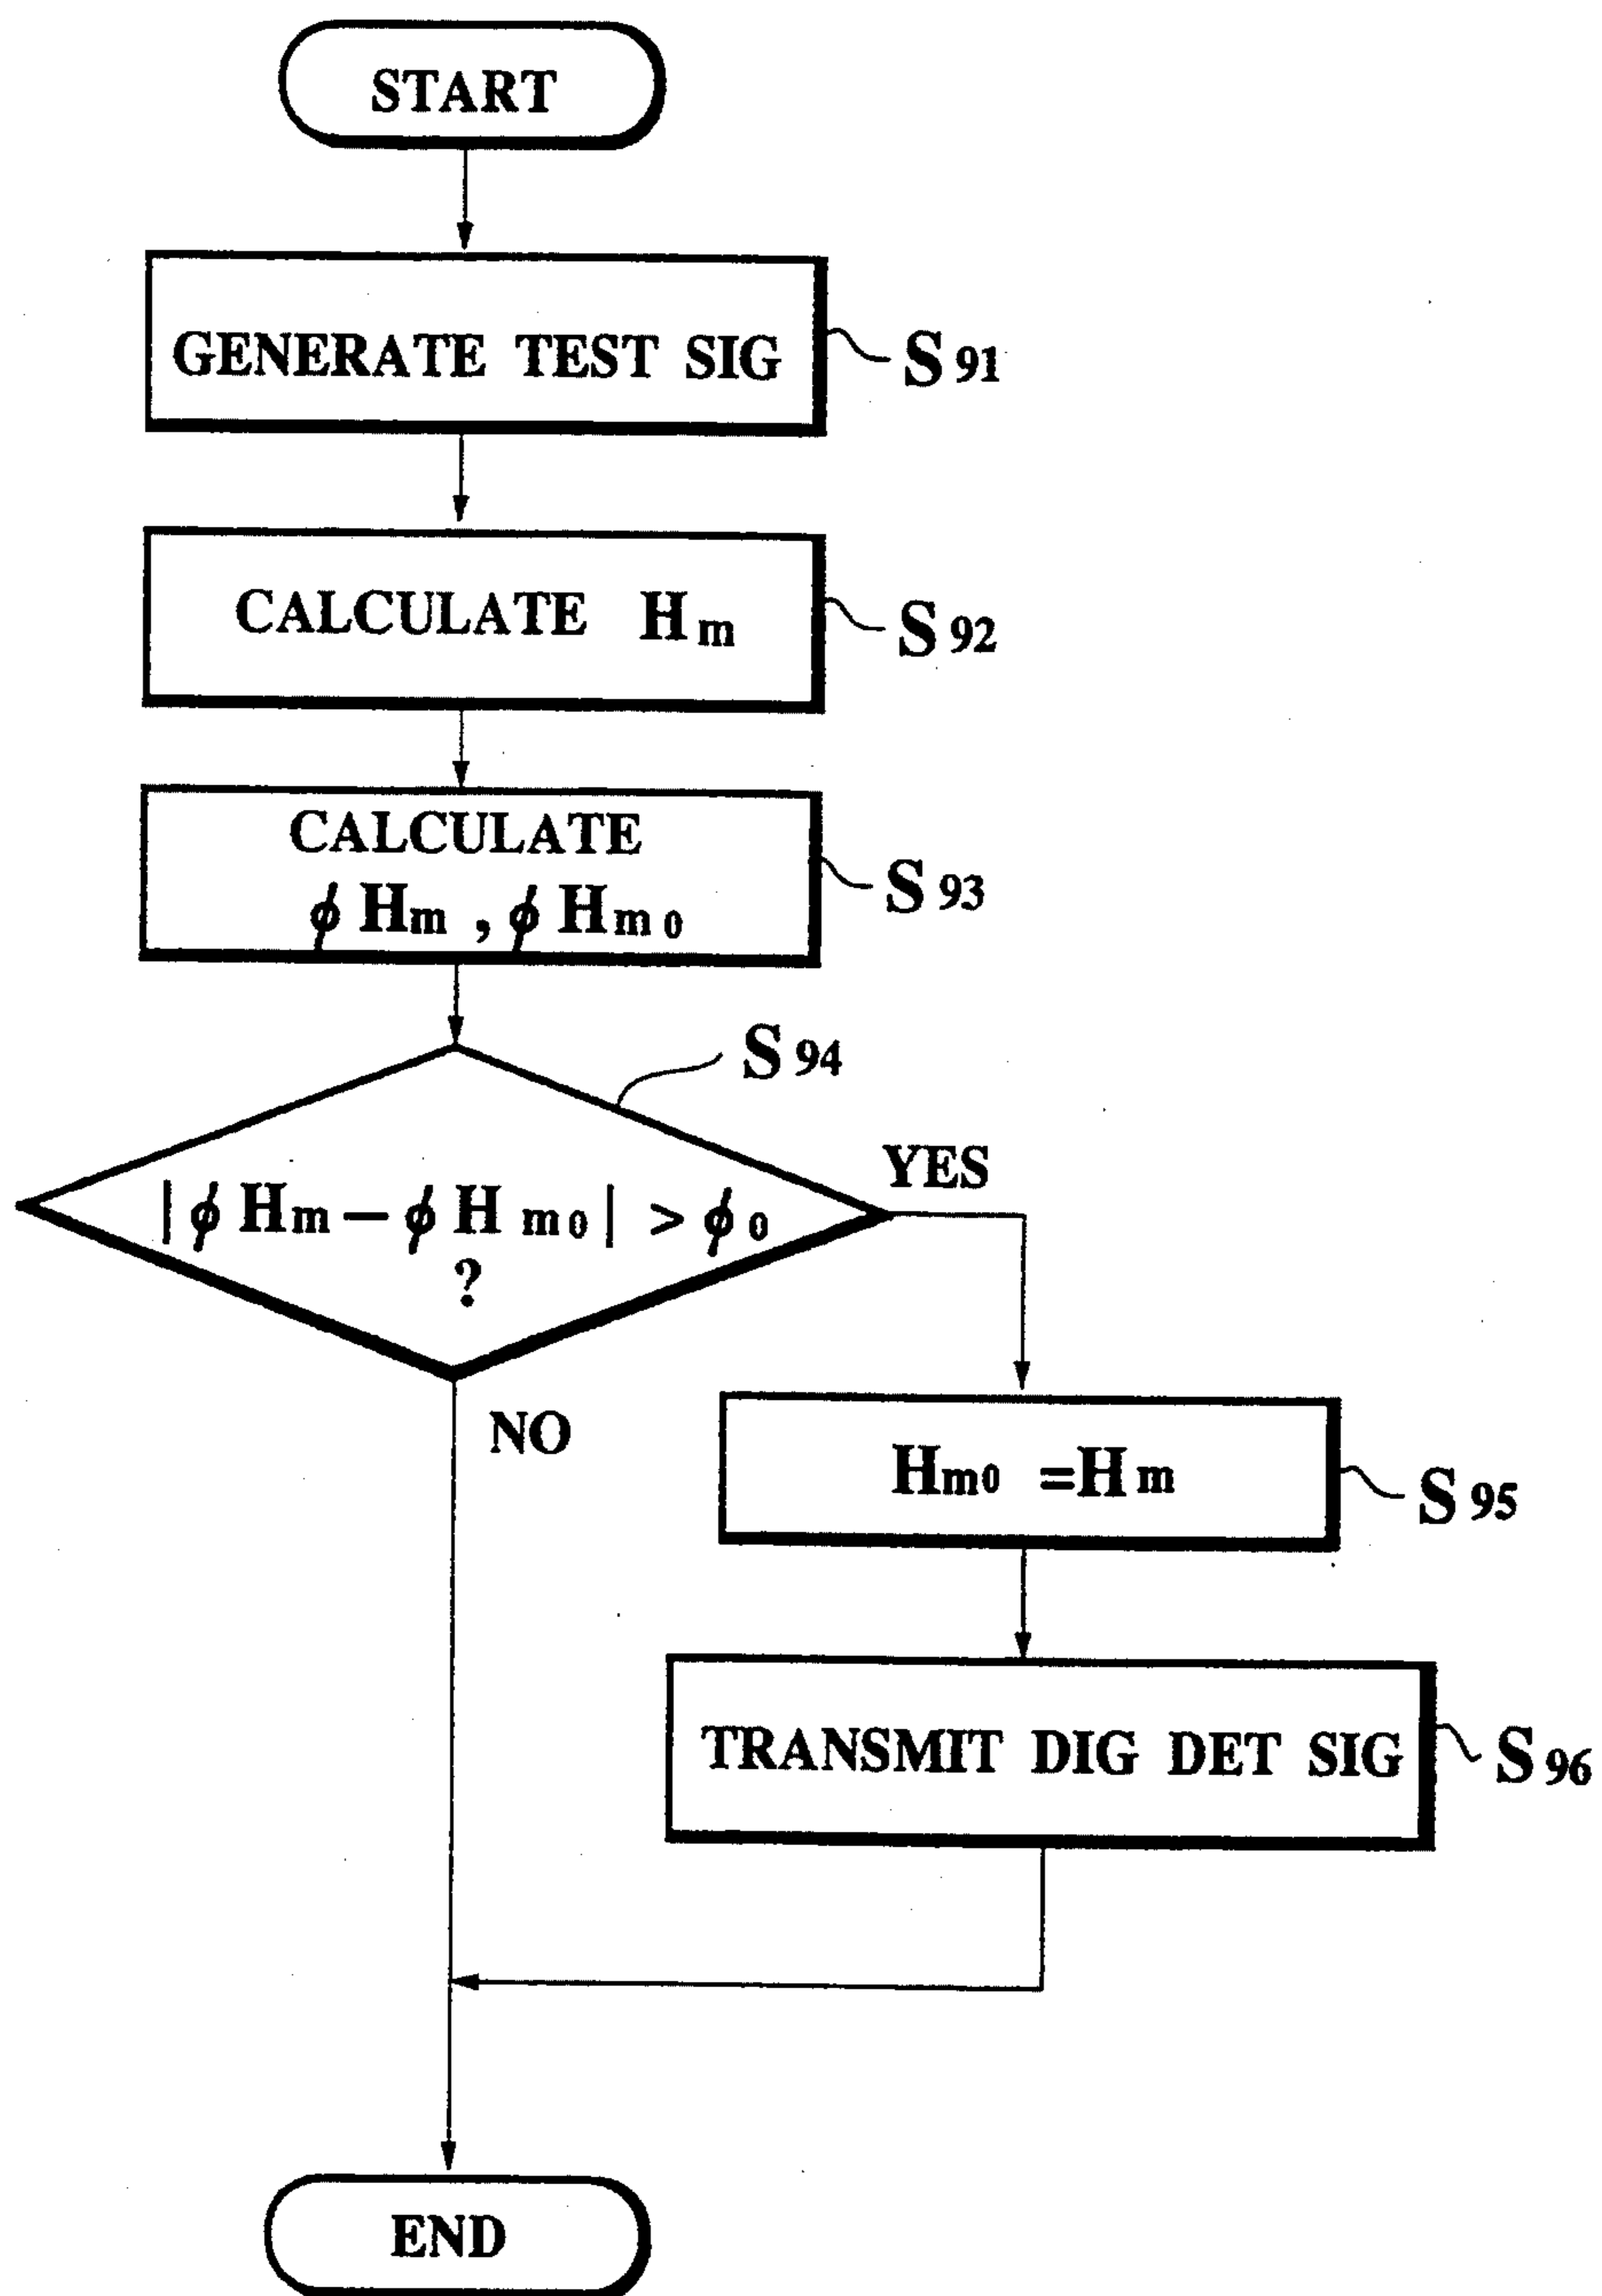 START
GENERATE TEST SIG
S91
CALCULATE Hm
S92
CALCULATE
ϕHm , ϕHm0
S93
S94
|ϕHm−ϕHm0| > ϕ0
?
YES
NO
Hm0 =Hm
S95
TRANSMIT DIG DET SIG
S96
END